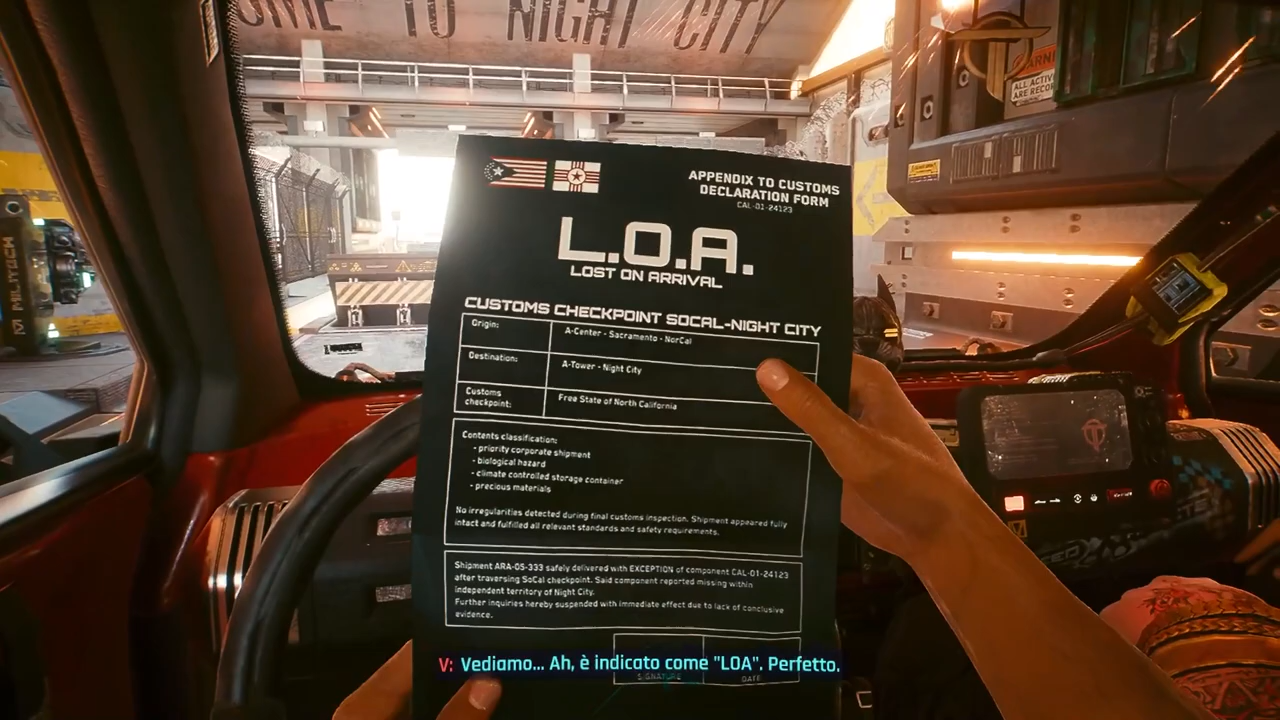 OME TO NIGHT CITY
ALL ACTIV
ARE RECOR
MILITECH
APPENDIX TO CUSTOMS
DECLARATION FORM
CAL-01-24123
L.O.A.
LOST ON ARRIVAL
CUSTOMS CHECKPOINT SOCAL-NIGHT CITY
Origin: A-Center - Sacramento - NorCal
Destination: A-Tower - Night City
Customs
checkpoint: Free State of North California
Contents classification:
- priority corporate shipment
- biological hazard
- climate controlled storage container
- precious materials
No irregularities detected during final customs inspection. Shipment appeared fully
intact and fulfilled all relevant standards and safety requirements.
Shipment ARA-05-333 safely delivered with EXCEPTION of component CAL-01-24123
after traversing SoCal checkpoint. Said component reported missing within
independent territory of Night City.
Further inquiries hereby suspended with immediate effect due to lack of conclusive
evidence.
V: Vediamo... Ah, è indicato come "LOA". Perfetto.
SIGNATURE DATE